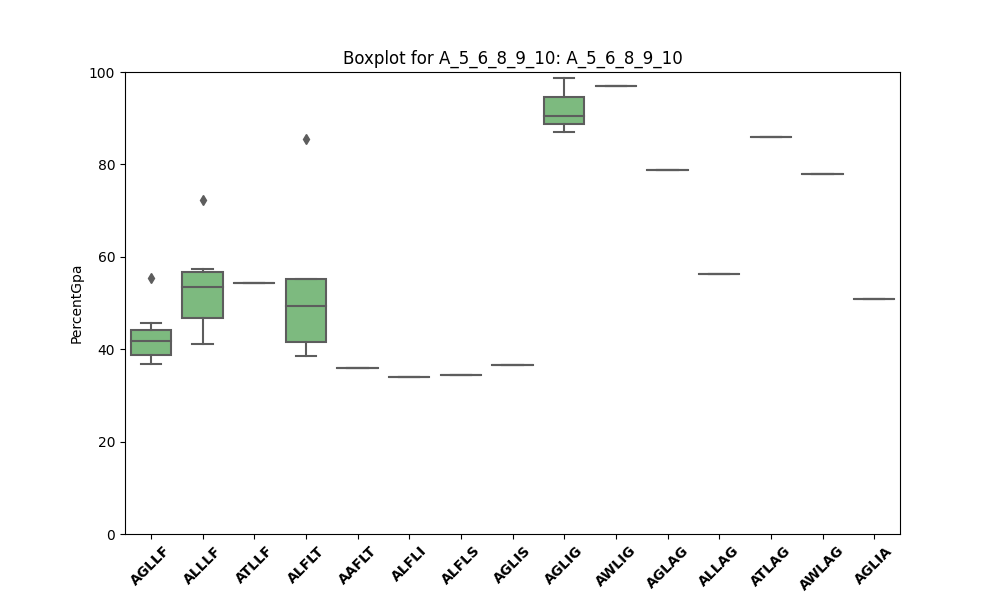 Boxplot for A_5_6_8_9_10: A_5_6_8_9_10
100
80
60
40
20
0
PercentGpa
AGLLF ALLLF ATLLF ALFLT AAFLT ALFLI ALFLS AGLIS AGLIG AWLIG AGLAG ALLAG ATLAG AWLAG AGLIA